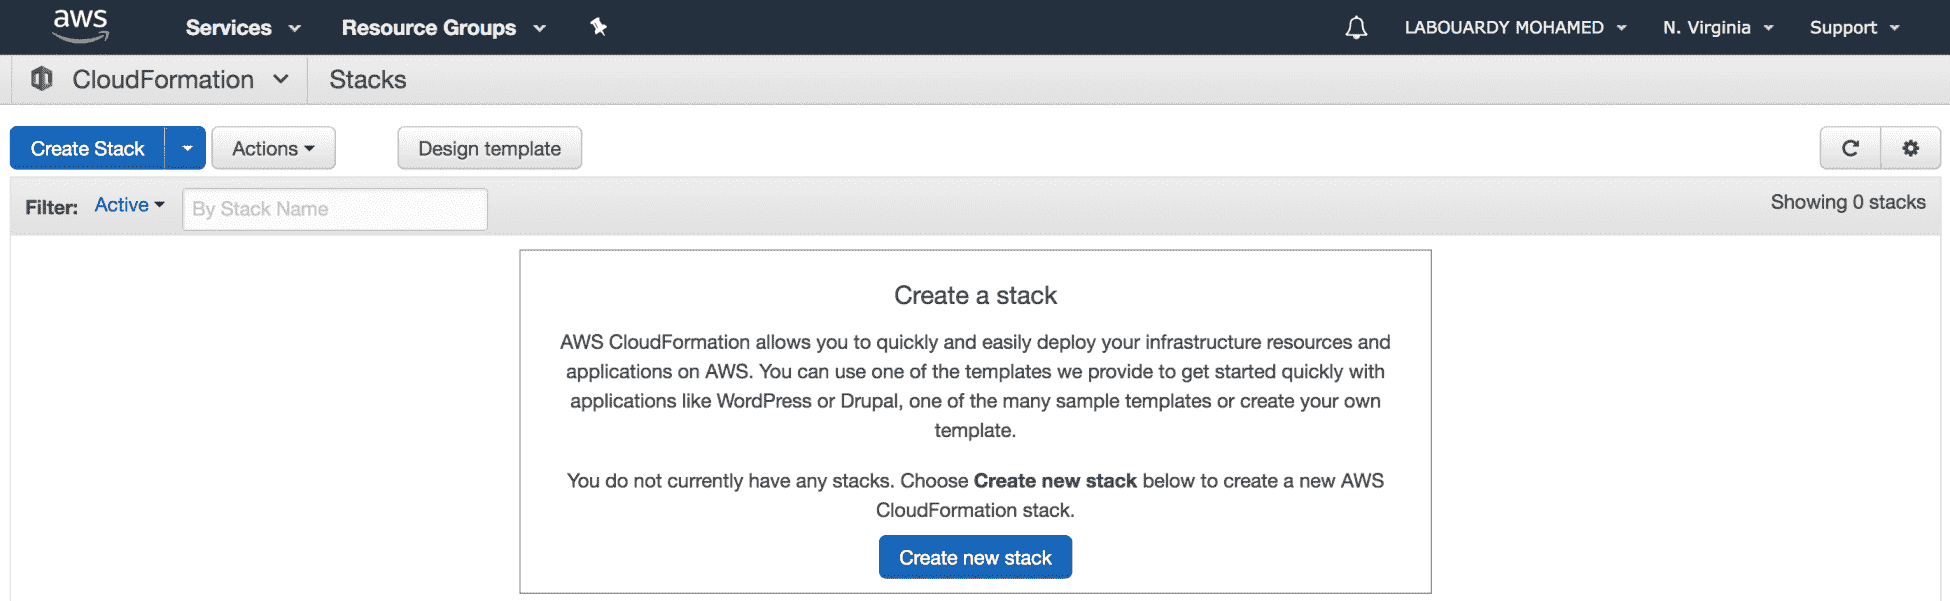 aws Services Resource Groups LABOUARDY MOHAMED N. Virginia Support
CloudFormation Stacks
Create Stack Actions Design template
Filter: Active By Stack Name Showing 0 stacks
Create a stack
AWS CloudFormation allows you to quickly and easily deploy your infrastructure resources and
applications on AWS. You can use one of the templates we provide to get started quickly with
applications like WordPress or Drupal, one of the many sample templates or create your own
template.
You do not currently have any stacks. Choose Create new stack below to create a new AWS
CloudFormation stack.
Create new stack